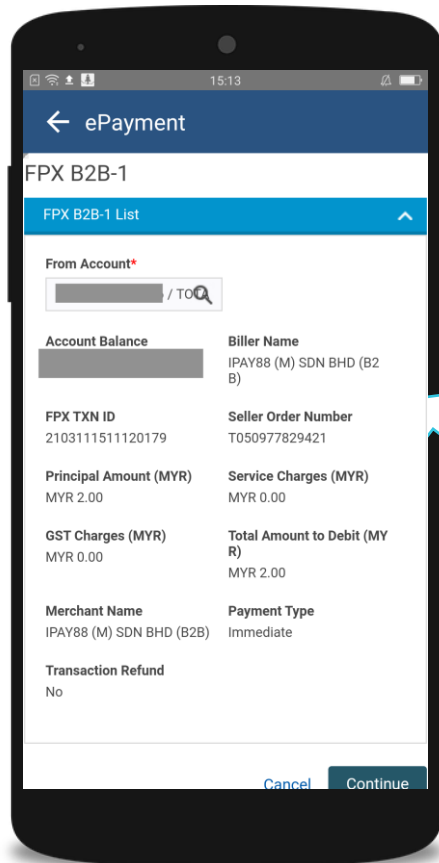 15:13
ePayment
FPX B2B-1
FPX B2B-1 List
From Account*
/ TOTA
Account Balance
Biller Name
IPAY88 (M) SDN BHD (B2
B)
FPX TXN ID
Seller Order Number
2103111511120179
T050977829421
Principal Amount (MYR)
Service Charges (MYR)
MYR 2.00
MYR 0.00
GST Charges (MYR)
Total Amount to Debit (MY
R)
MYR 0.00
MYR 2.00
Merchant Name
Payment Type
IPAY88 (M) SDN BHD (B2B)
Immediate
Transaction Refund
No
Cancel
Continue